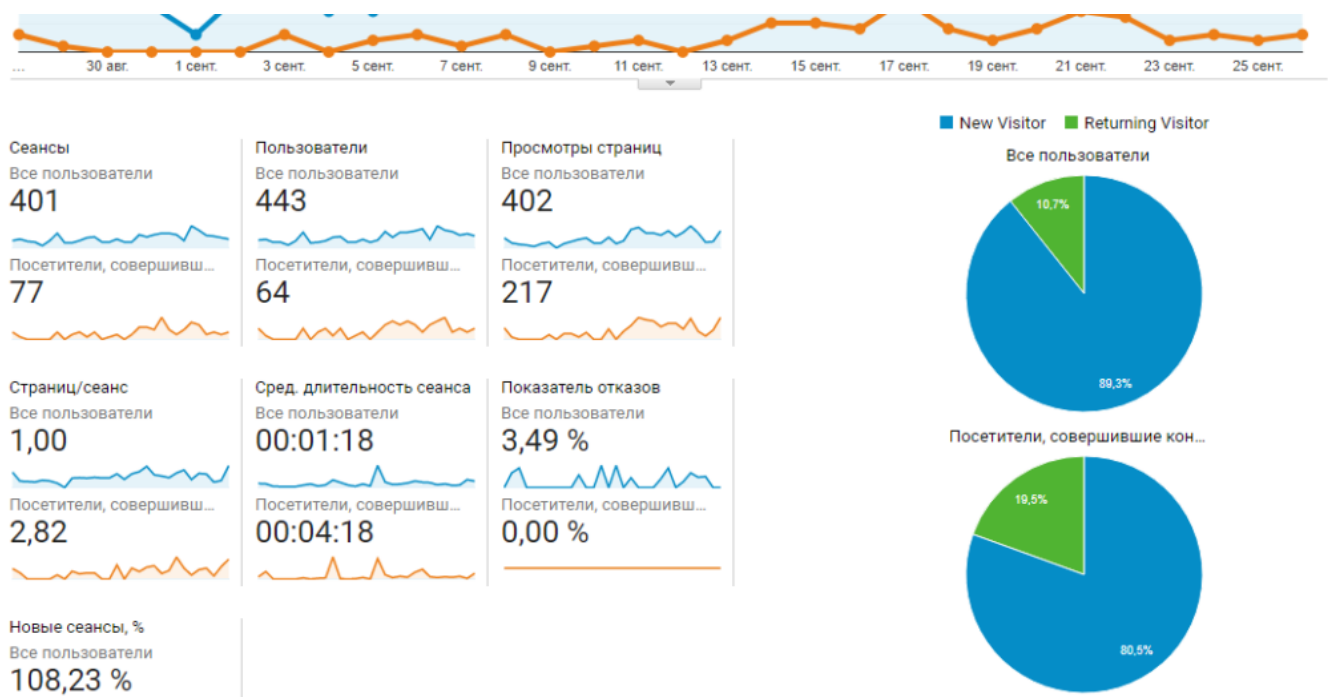 ...
30 авг. 1 сент. 3 сент. 5 сент. 7 сент. 9 сент. 11 сент. 13 сент. 15 сент. 17 сент. 19 сент. 21 сент. 23 сент. 25 сент.
Сеансы
Все пользователи
401
Посетители, совершивш...
77
Пользователи
Все пользователи
443
Посетители, совершивш...
64
Просмотры страниц
Все пользователи
402
Посетители, совершивш...
217
Страниц/сеанс
Все пользователи
1,00
Посетители, совершивш...
2,82
Сред. длительность сеанса
Все пользователи
00:01:18
Посетители, совершивш...
00:04:18
Показатель отказов
Все пользователи
3,49 %
Посетители, совершивш...
0,00 %
Новые сеансы, %
Все пользователи
108,23 %
New Visitor Returning Visitor
Все пользователи
10,7%
89,3%
Посетители, совершившие кон...
19,5%
80,5%